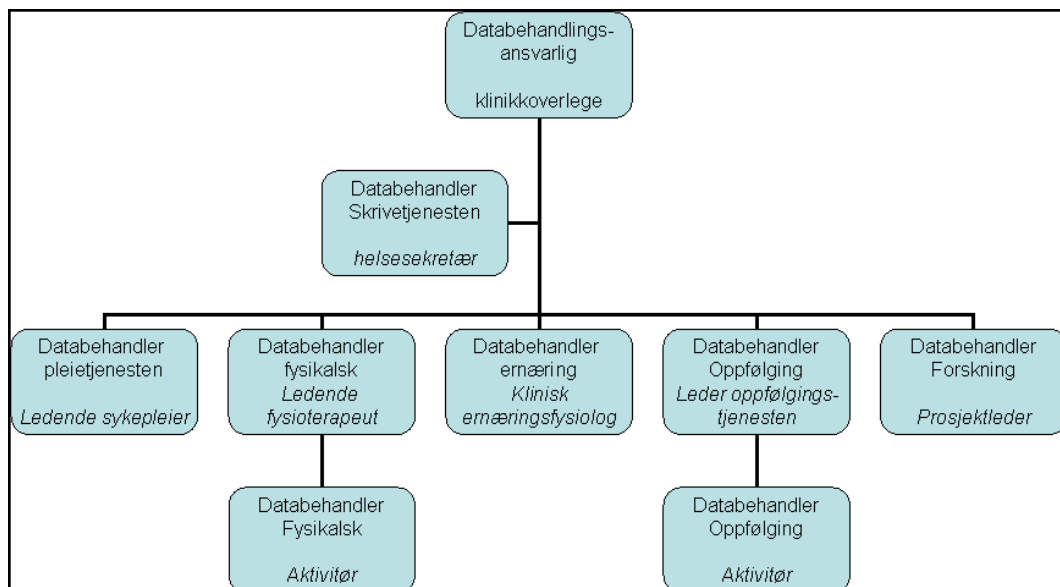 Databehandlings-
ansvarlig
klinikkoverlege
Databehandler
Skrivetjenesten
helsesekretær
Databehandler
pleietjenesten
Ledende sykepleier
Databehandler
fysikalsk
Ledende
fysioterapeut
Databehandler
ernæring
Klinisk
ernæringsfysiolog
Databehandler
Oppfølging
Leder oppfølgings-
tjenesten
Databehandler
Forskning
Prosjektleder
Databehandler
Fysikalsk
Aktivitør
Databehandler
Oppfølging
Aktivitør